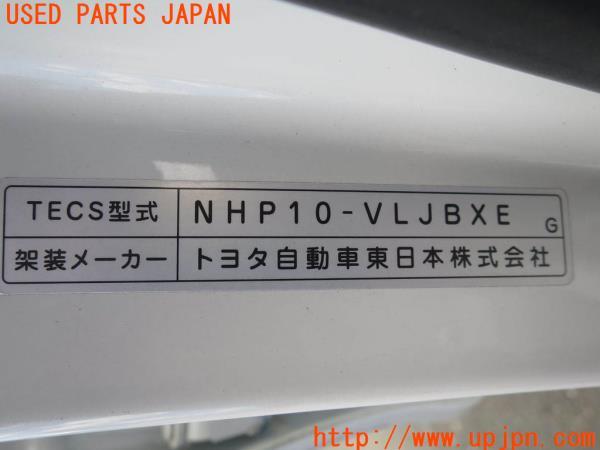 USED PARTS JAPAN
TECS型式 NHP10-VLJBXE G
架装メーカー トヨタ自動車東日本株式会社
http://www.upjpn.com/